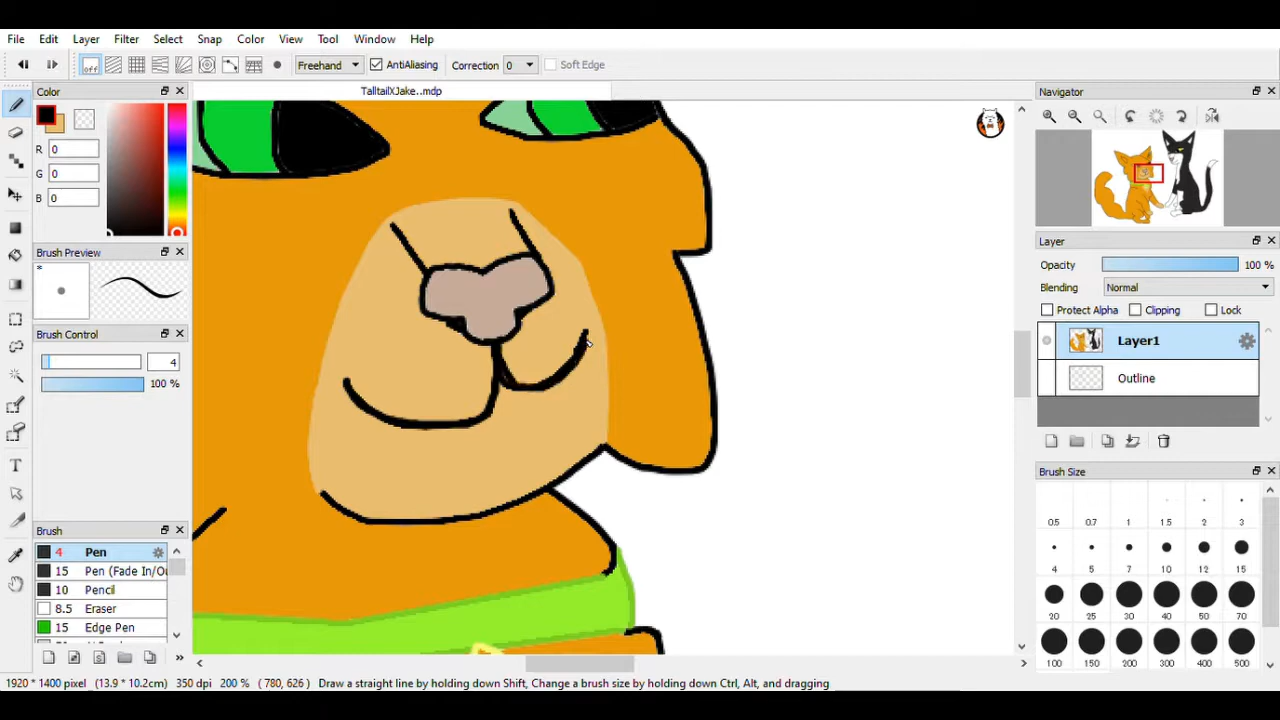 File Edit Layer Filter Select Snap Color View Tool Window Help
off Freehand AntiAliasing Correction 0 Soft Edge
Color
TalltailXJake..mdp
Navigator
R 0
G 0
B 0
Brush Preview
*
Layer
Opacity 100 %
Blending Normal
Protect Alpha Clipping Lock
Brush Control
Layer1
4
100 %
Outline
Brush Size
0.5 0.7 1 1.5 2 3
Brush
4 Pen
4 5 7 10 12 15
15 Pen (Fade In/Ou
10 Pencil
8.5 Eraser
20 25 30 40 50 70
15 Edge Pen
100 150 200 300 400 500
1920 * 1400 pixel (13.9 * 10.2cm) 350 dpi 200 % ( 780, 626 ) Draw a straight line by holding down Shift, Change a brush size by holding down Ctrl, Alt, and dragging